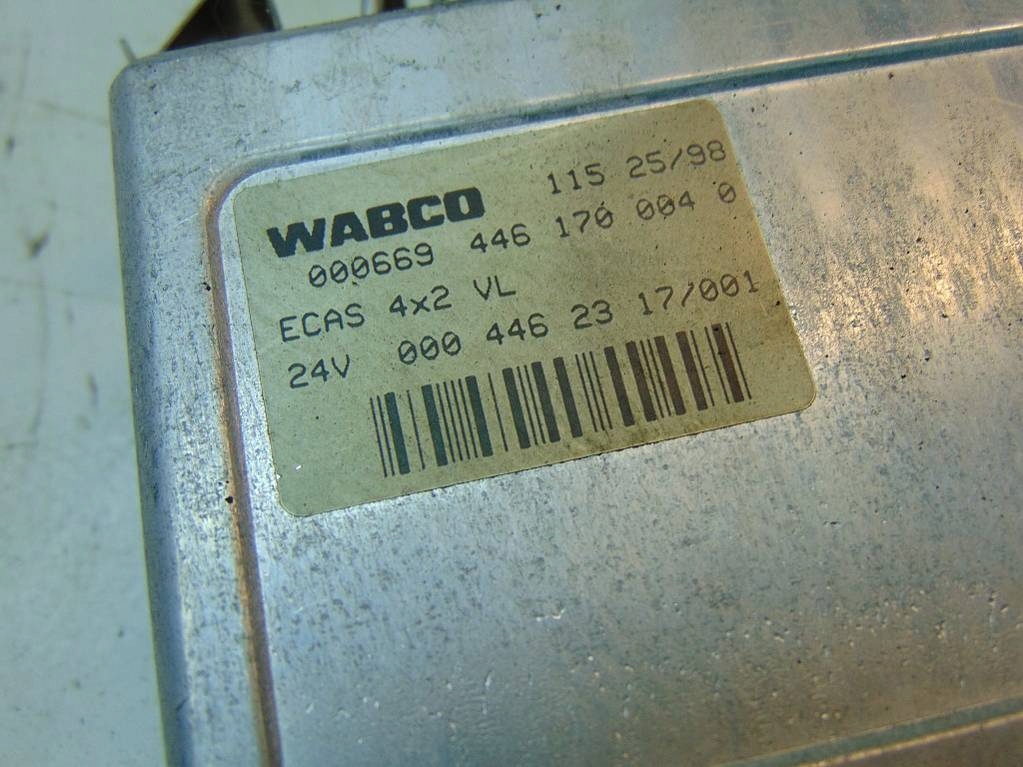 WABCO 115 25/98
000669 446 170 004 0
ECAS 4x2 VL
24V 000 446 23 17/001